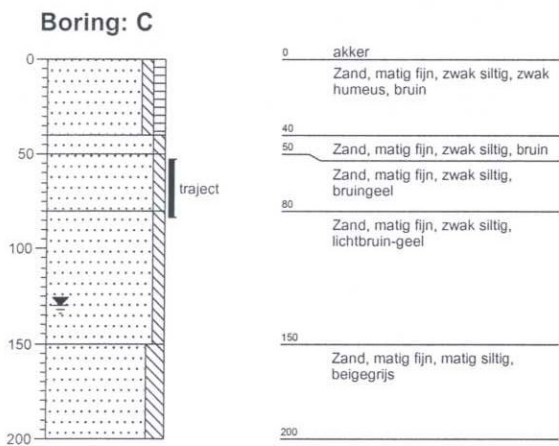 Boring: C
0
50
100
150
200
traject
0 akker
Zand, matig fijn, zwak siltig, zwak
humeus, bruin
40
Zand, matig fijn, zwak siltig, bruin
50
Zand, matig fijn, zwak siltig,
bruingeel
80
Zand, matig fijn, zwak siltig,
lichtbruin-geel
150
Zand, matig fijn, matig siltig,
beigegrijs
200